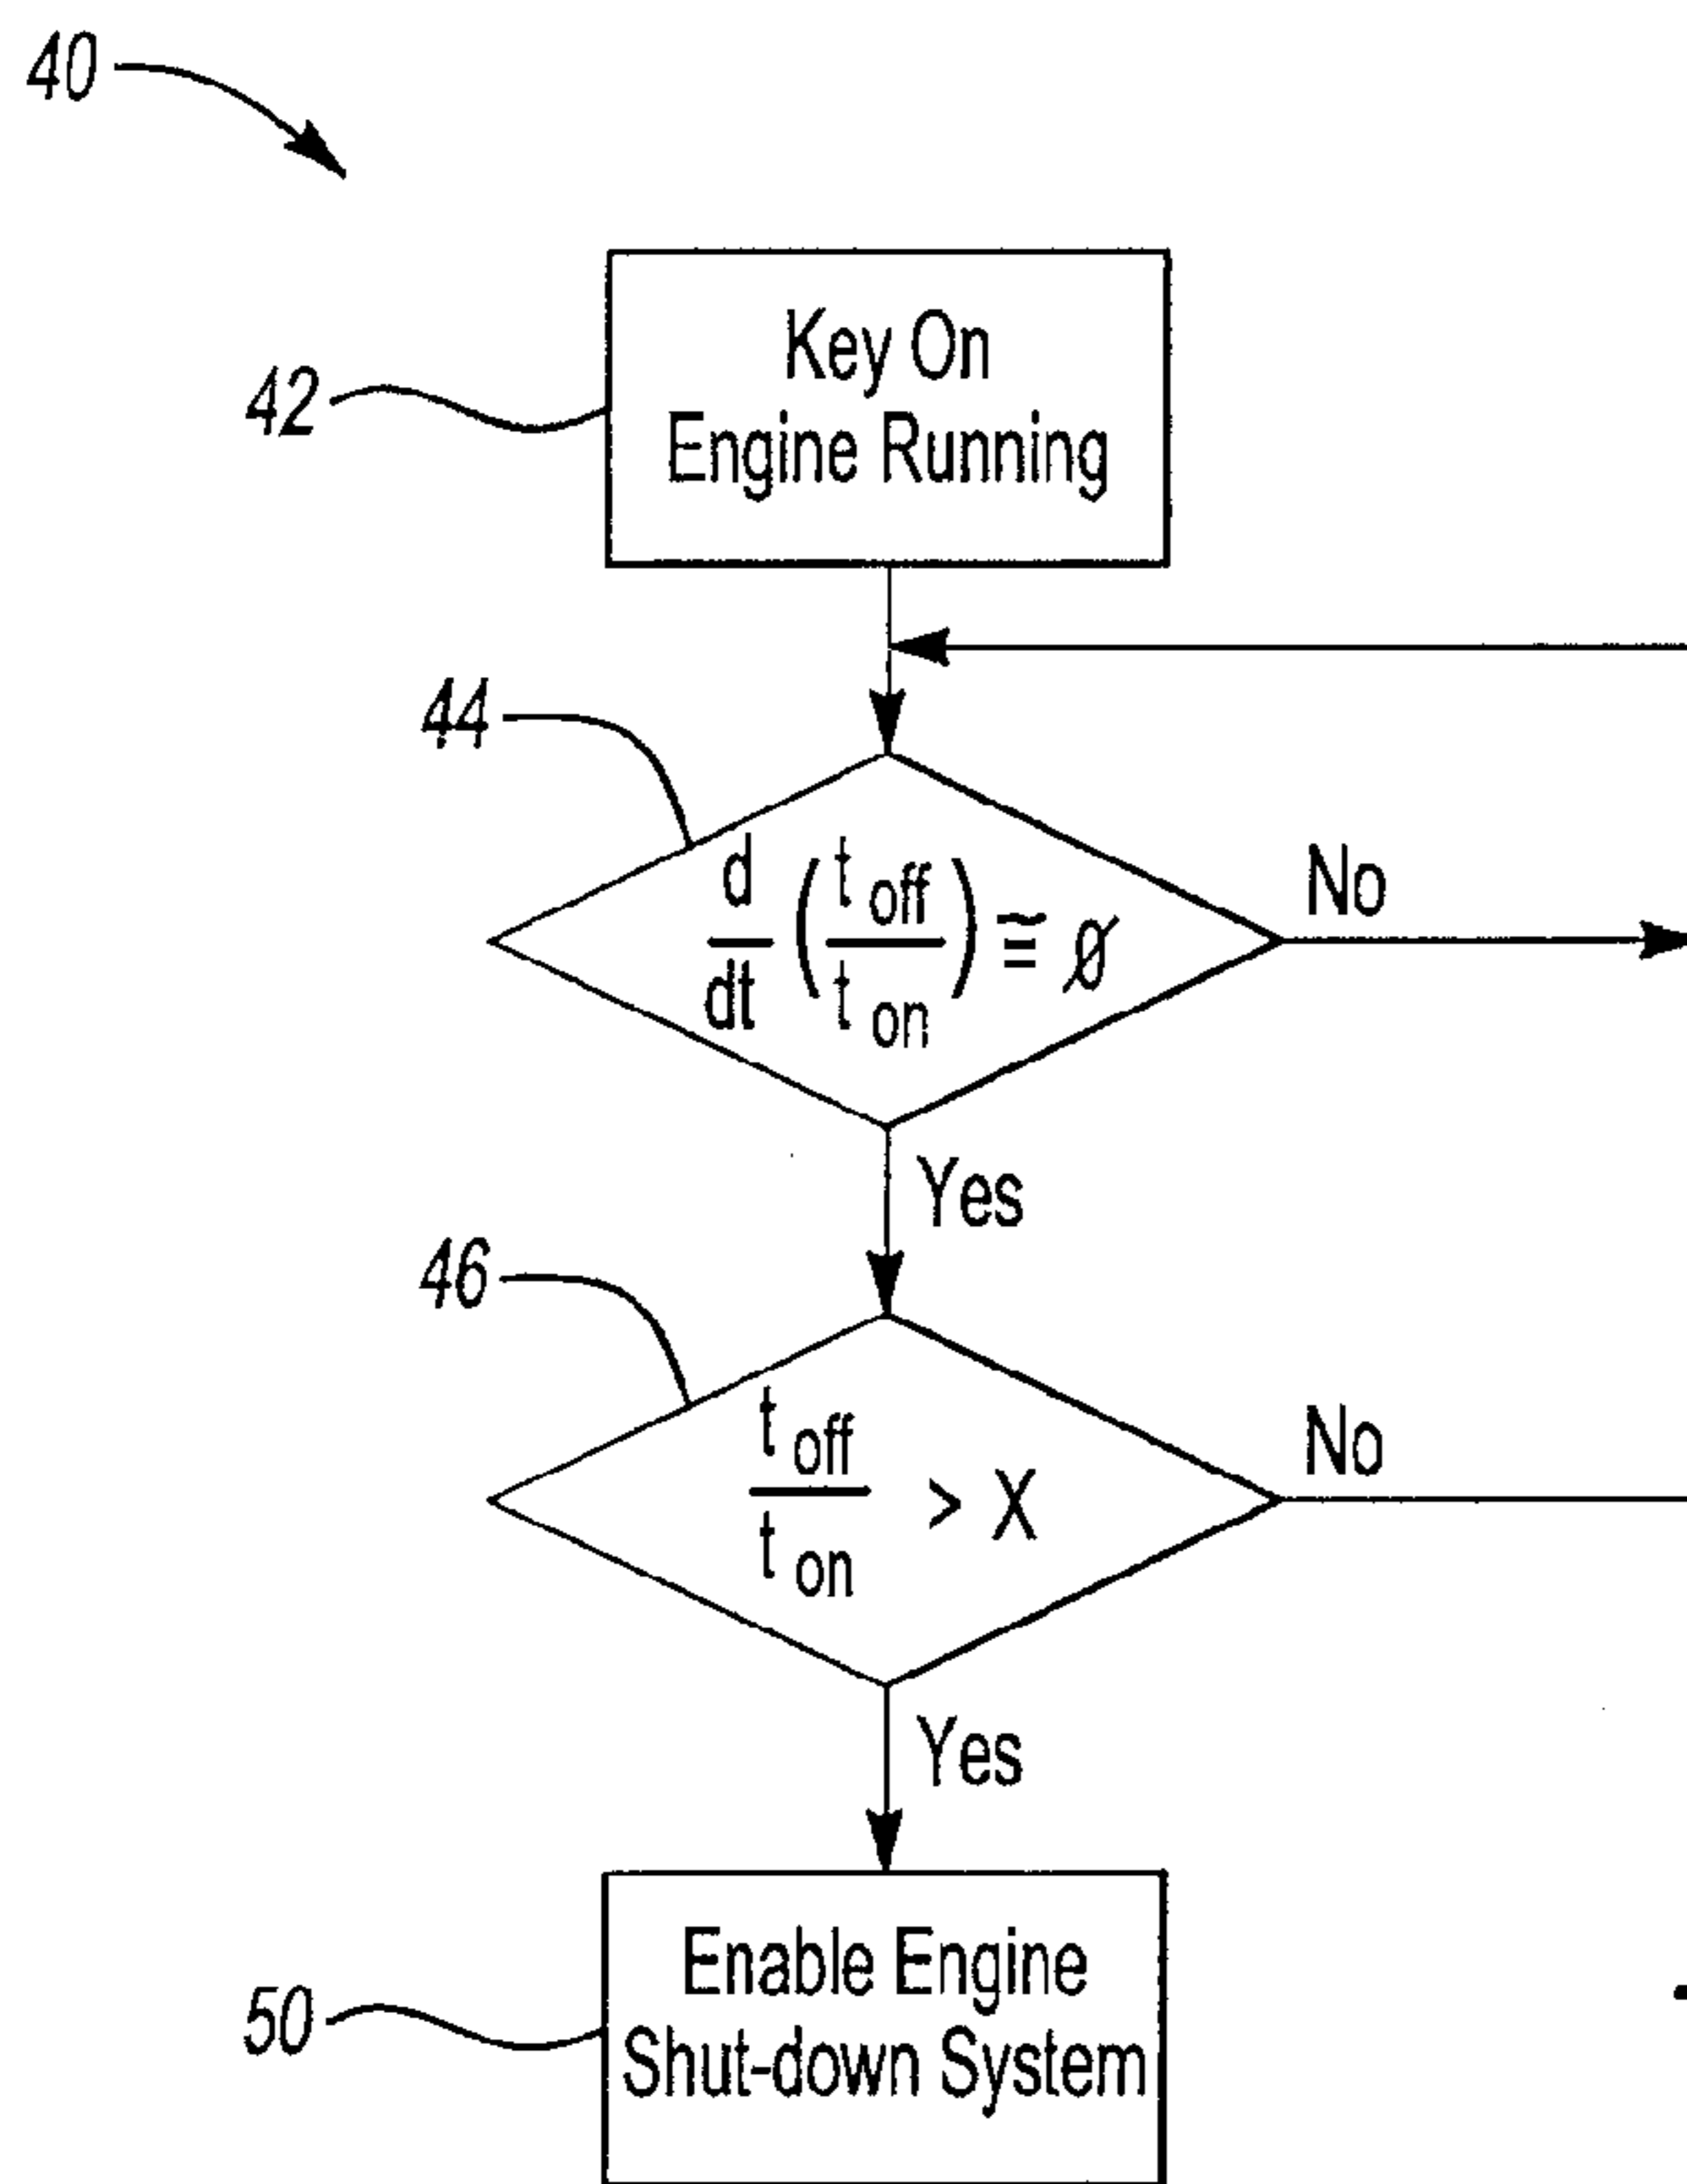 40
42
Key On
Engine Running
44
d/dt (t off / t on) ≅ Ø
No
Yes
46
t off / t on > X
No
Yes
50
Enable Engine
Shut-down System